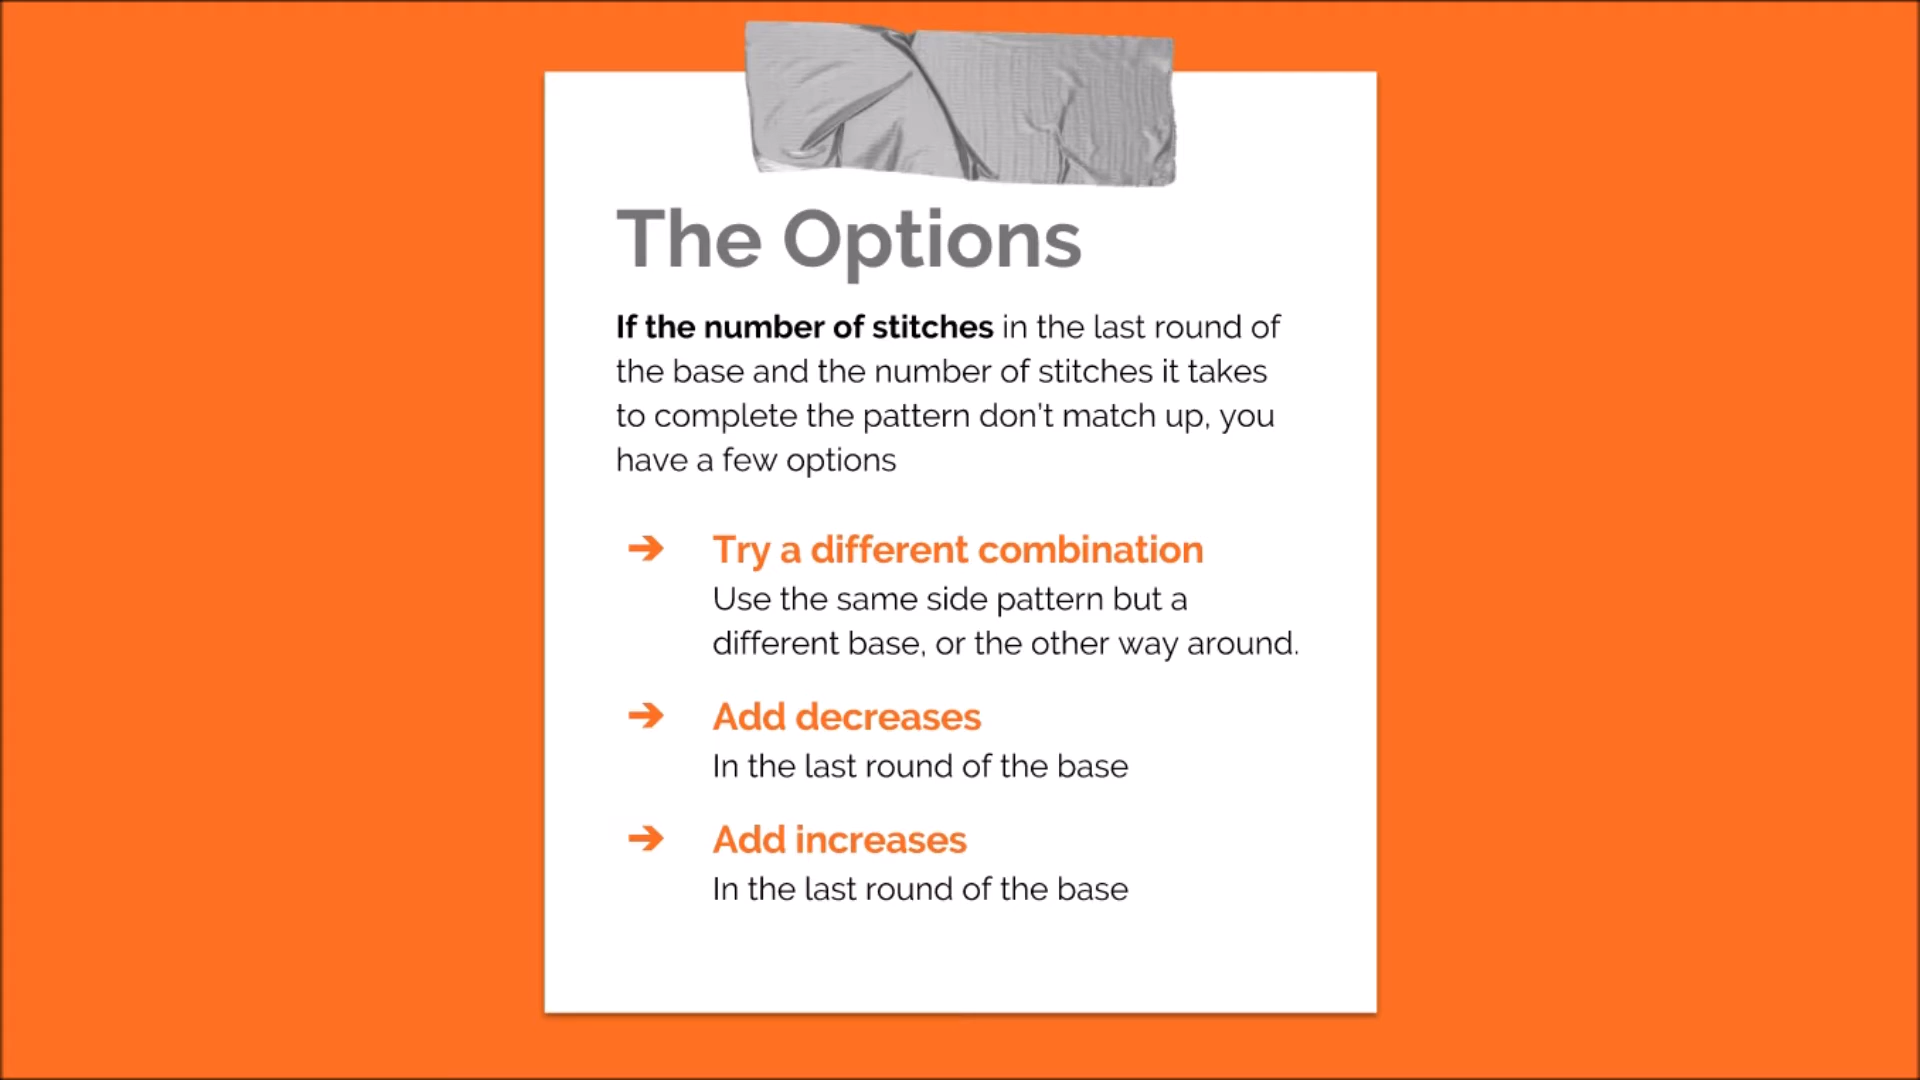 The Options
If the number of stitches in the last round of
the base and the number of stitches it takes
to complete the pattern don't match up, you
have a few options
➔ Try a different combination
Use the same side pattern but a
different base, or the other way around.
➔ Add decreases
In the last round of the base
➔ Add increases
In the last round of the base